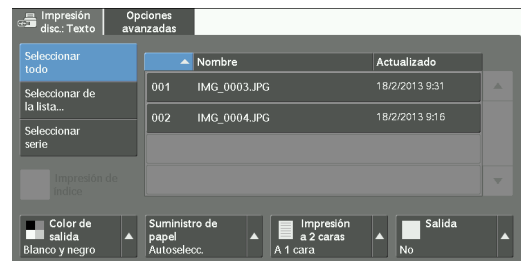 Impresión
disc.: Texto
Opciones
avanzadas
Seleccionar
todo
Seleccionar de
la lista...
Seleccionar
serie
Impresión de
índice
Nombre
Actualizado
001 IMG_0003.JPG 18/2/2013 9:31
002 IMG_0004.JPG 18/2/2013 9:16
Color de
salida
Blanco y negro
Suministro de
papel
Autoselecc.
Impresión
a 2 caras
A 1 cara
Salida
No